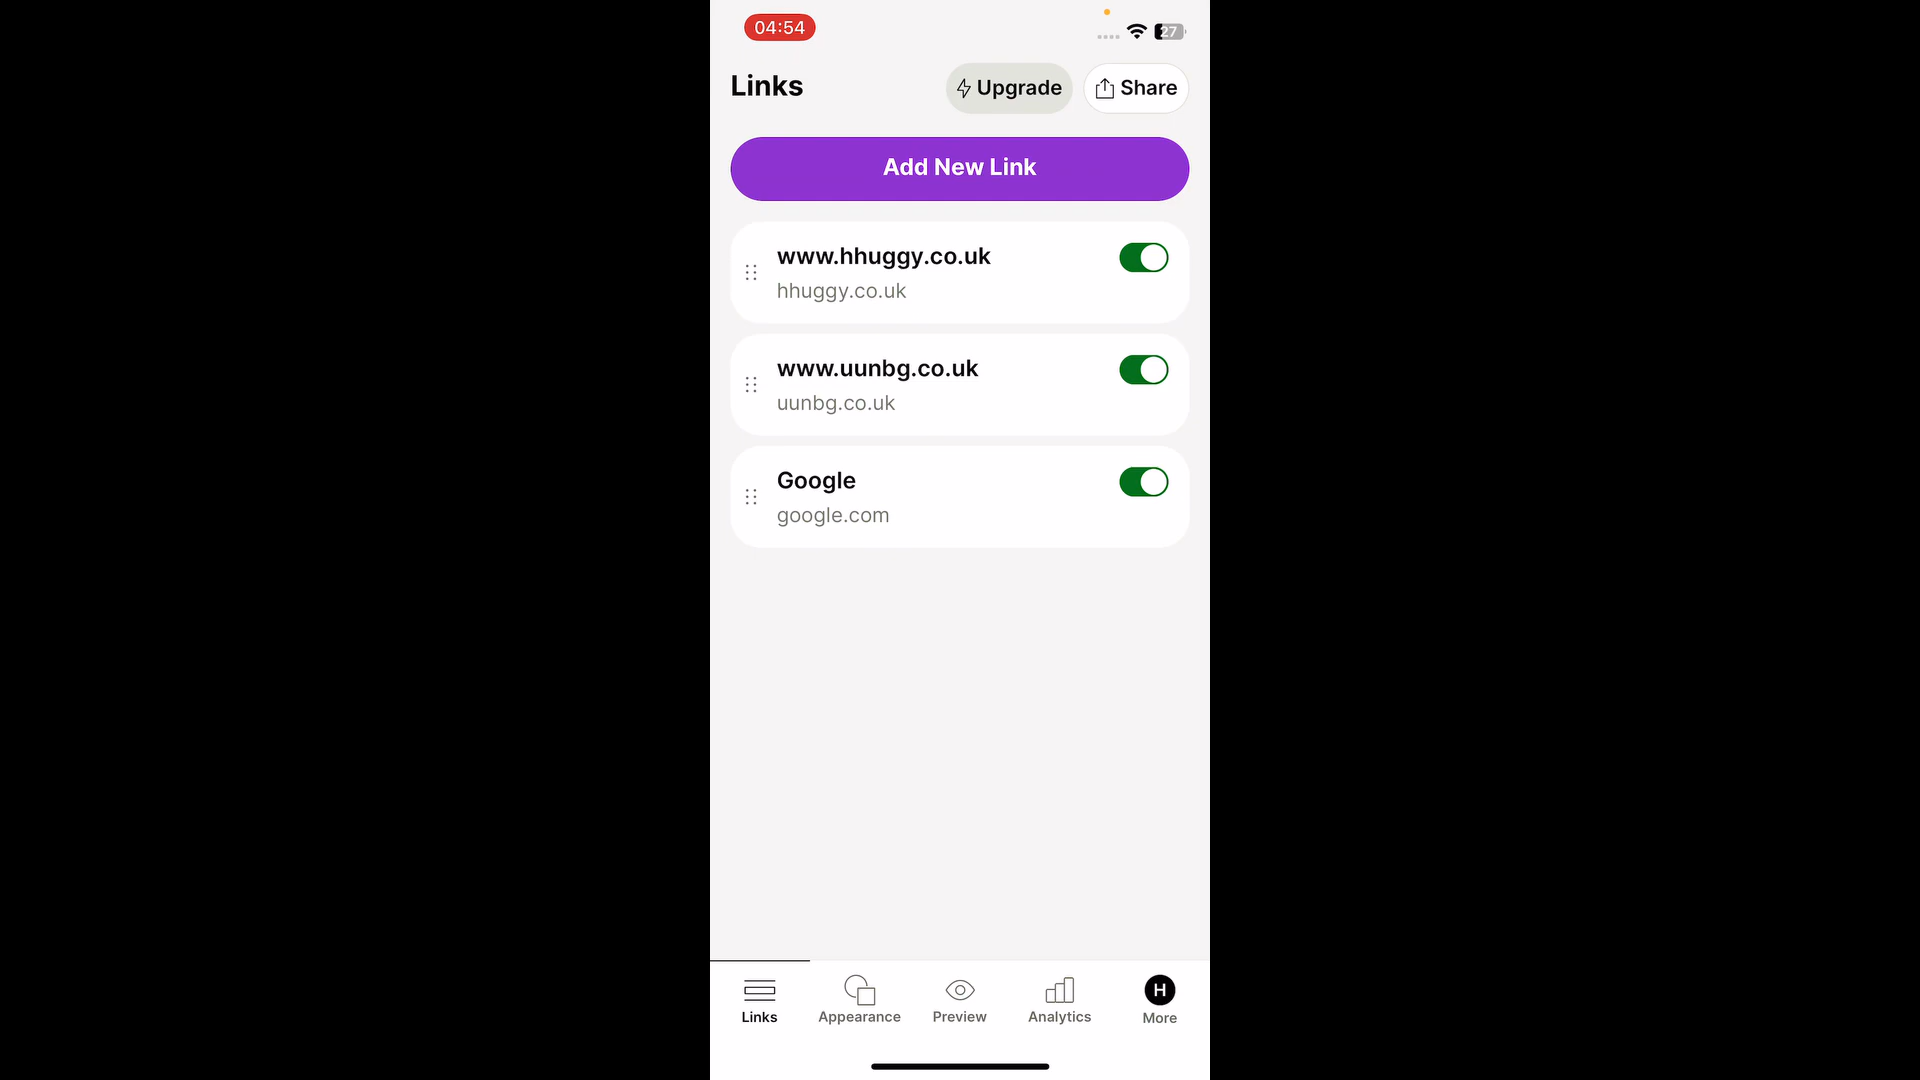 04:54
27
Links
Upgrade
Share
Add New Link
www.hhuggy.co.uk
hhuggy.co.uk
www.uunbg.co.uk
uunbg.co.uk
Google
google.com
Links
Appearance
Preview
Analytics
H
More